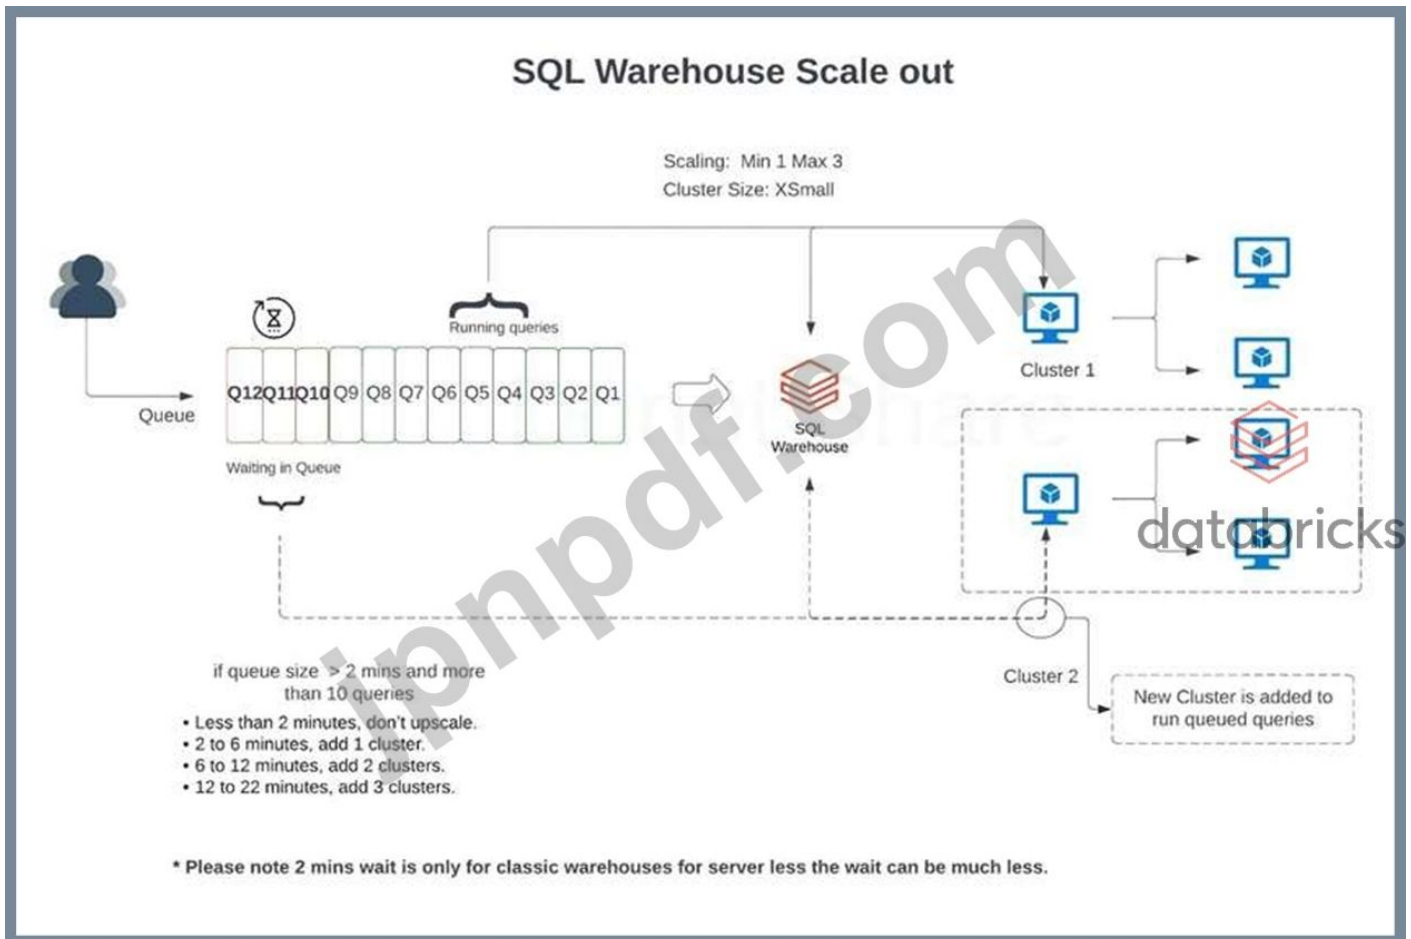 SQL Warehouse Scale out
Scaling: Min 1 Max 3
Cluster Size: XSmall
Running queries
Q12 Q11 Q10 Q9 Q8 Q7 Q6 Q5 Q4 Q3 Q2 Q1
Queue
Waiting in Queue
SQL
Warehouse
Cluster 1
databricks
Cluster 2
New Cluster is added to
run queued queries
if queue size > 2 mins and more
than 10 queries
• Less than 2 minutes, don't upscale.
• 2 to 6 minutes, add 1 cluster.
• 6 to 12 minutes, add 2 clusters.
• 12 to 22 minutes, add 3 clusters.
* Please note 2 mins wait is only for classic warehouses for server less the wait can be much less.
jpnpdf.com